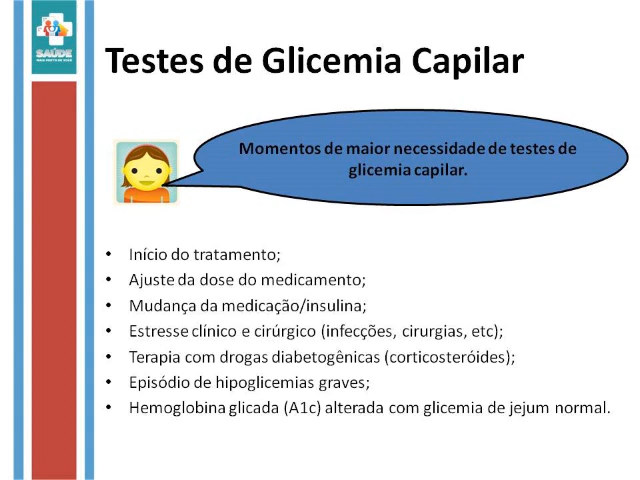 SAÚDE
Testes de Glicemia Capilar
Momentos de maior necessidade de testes de
glicemia capilar.
• Início do tratamento;
• Ajuste da dose do medicamento;
• Mudança da medicação/insulina;
• Estresse clínico e cirúrgico (infecções, cirurgias, etc);
• Terapia com drogas diabetogênicas (corticosteróides);
• Episódio de hipoglicemias graves;
• Hemoglobina glicada (A1c) alterada com glicemia de jejum normal.